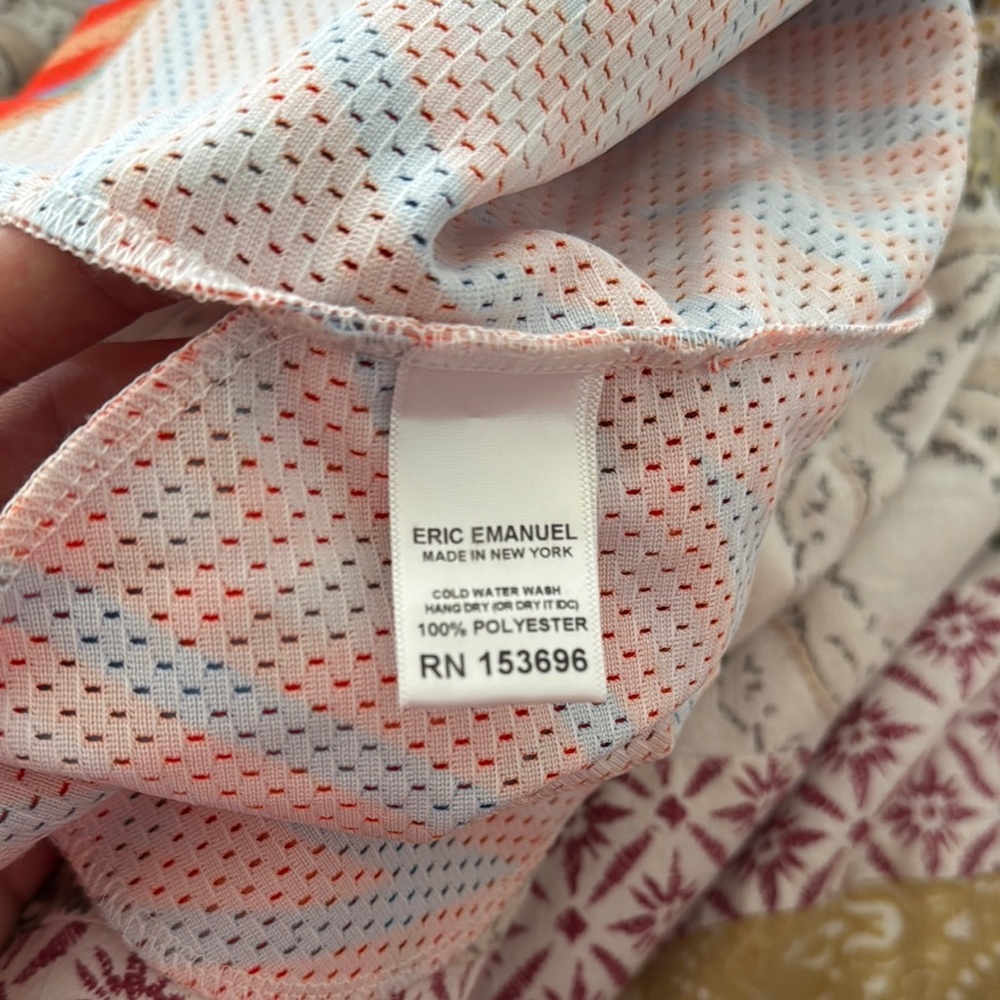 ERIC EMANUEL
MADE IN NEW YORK
COLD WATER WASH
HANG DRY (OR DRY IT IDC)
100% POLYESTER
RN 153696